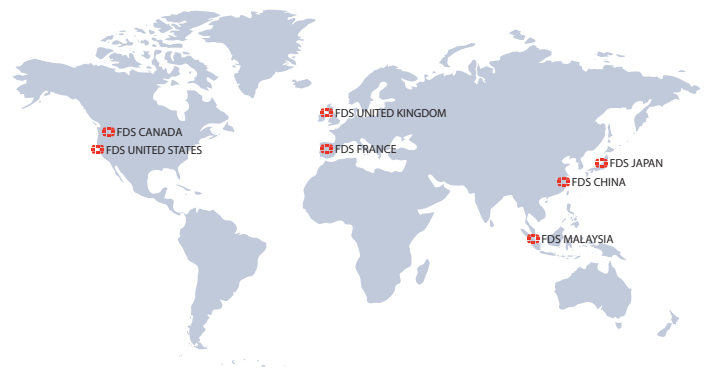 FDS UNITED KINGDOM
FDS CANADA
FDS UNITED STATES
FDS FRANCE
FDS JAPAN
FDS CHINA
FDS MALAYSIA